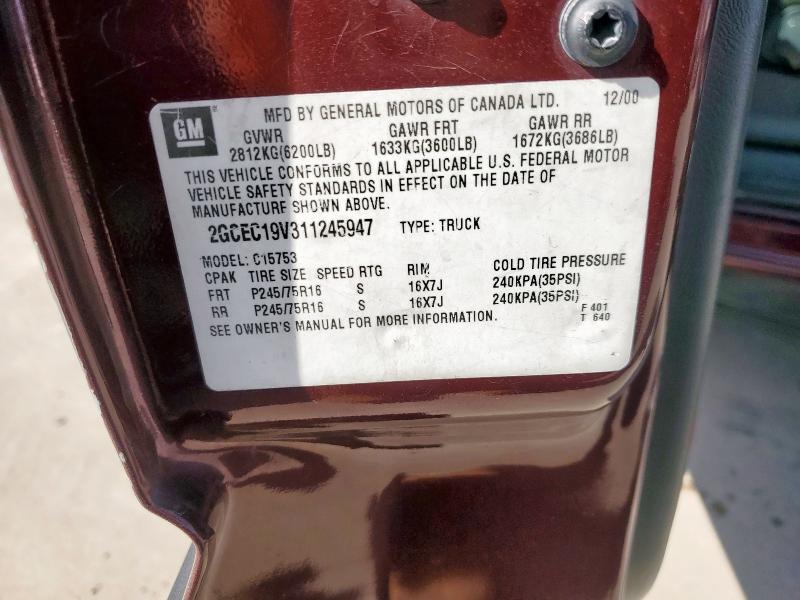 MFD BY GENERAL MOTORS OF CANADA LTD. 12/00
GM
GVWR GAWR FRT GAWR RR
2812KG(6200LB) 1633KG(3600LB) 1672KG(3686LB)
THIS VEHICLE CONFORMS TO ALL APPLICABLE U.S. FEDERAL MOTOR
VEHICLE SAFETY STANDARDS IN EFFECT ON THE DATE OF
MANUFACTURE SHOWN ABOVE.
2GCEC19V311245947 TYPE: TRUCK
MODEL: C15753
CPAK TIRE SIZE SPEED RTG RIM COLD TIRE PRESSURE
FRT P245/75R16 S 16X7J 240KPA(35PSI)
RR P245/75R16 S 16X7J 240KPA(35PSI)
SEE OWNER'S MANUAL FOR MORE INFORMATION.
F 401
T 640